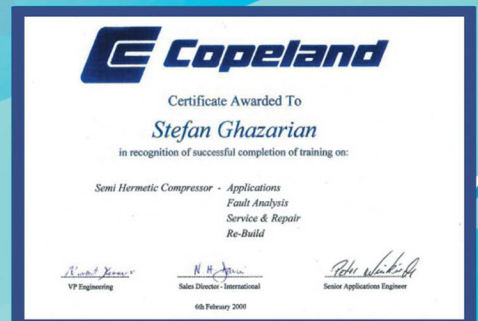 Copeland
Certificate Awarded To
Stefan Ghazarian
in recognition of successful completion of training on:
Semi Hermetic Compressor - Applications
Fault Analysis
Service & Repair
Re-Build
N. H.
Peter
VP Engineering
Sales Director - International
Senior Applications Engineer
6th February 2000